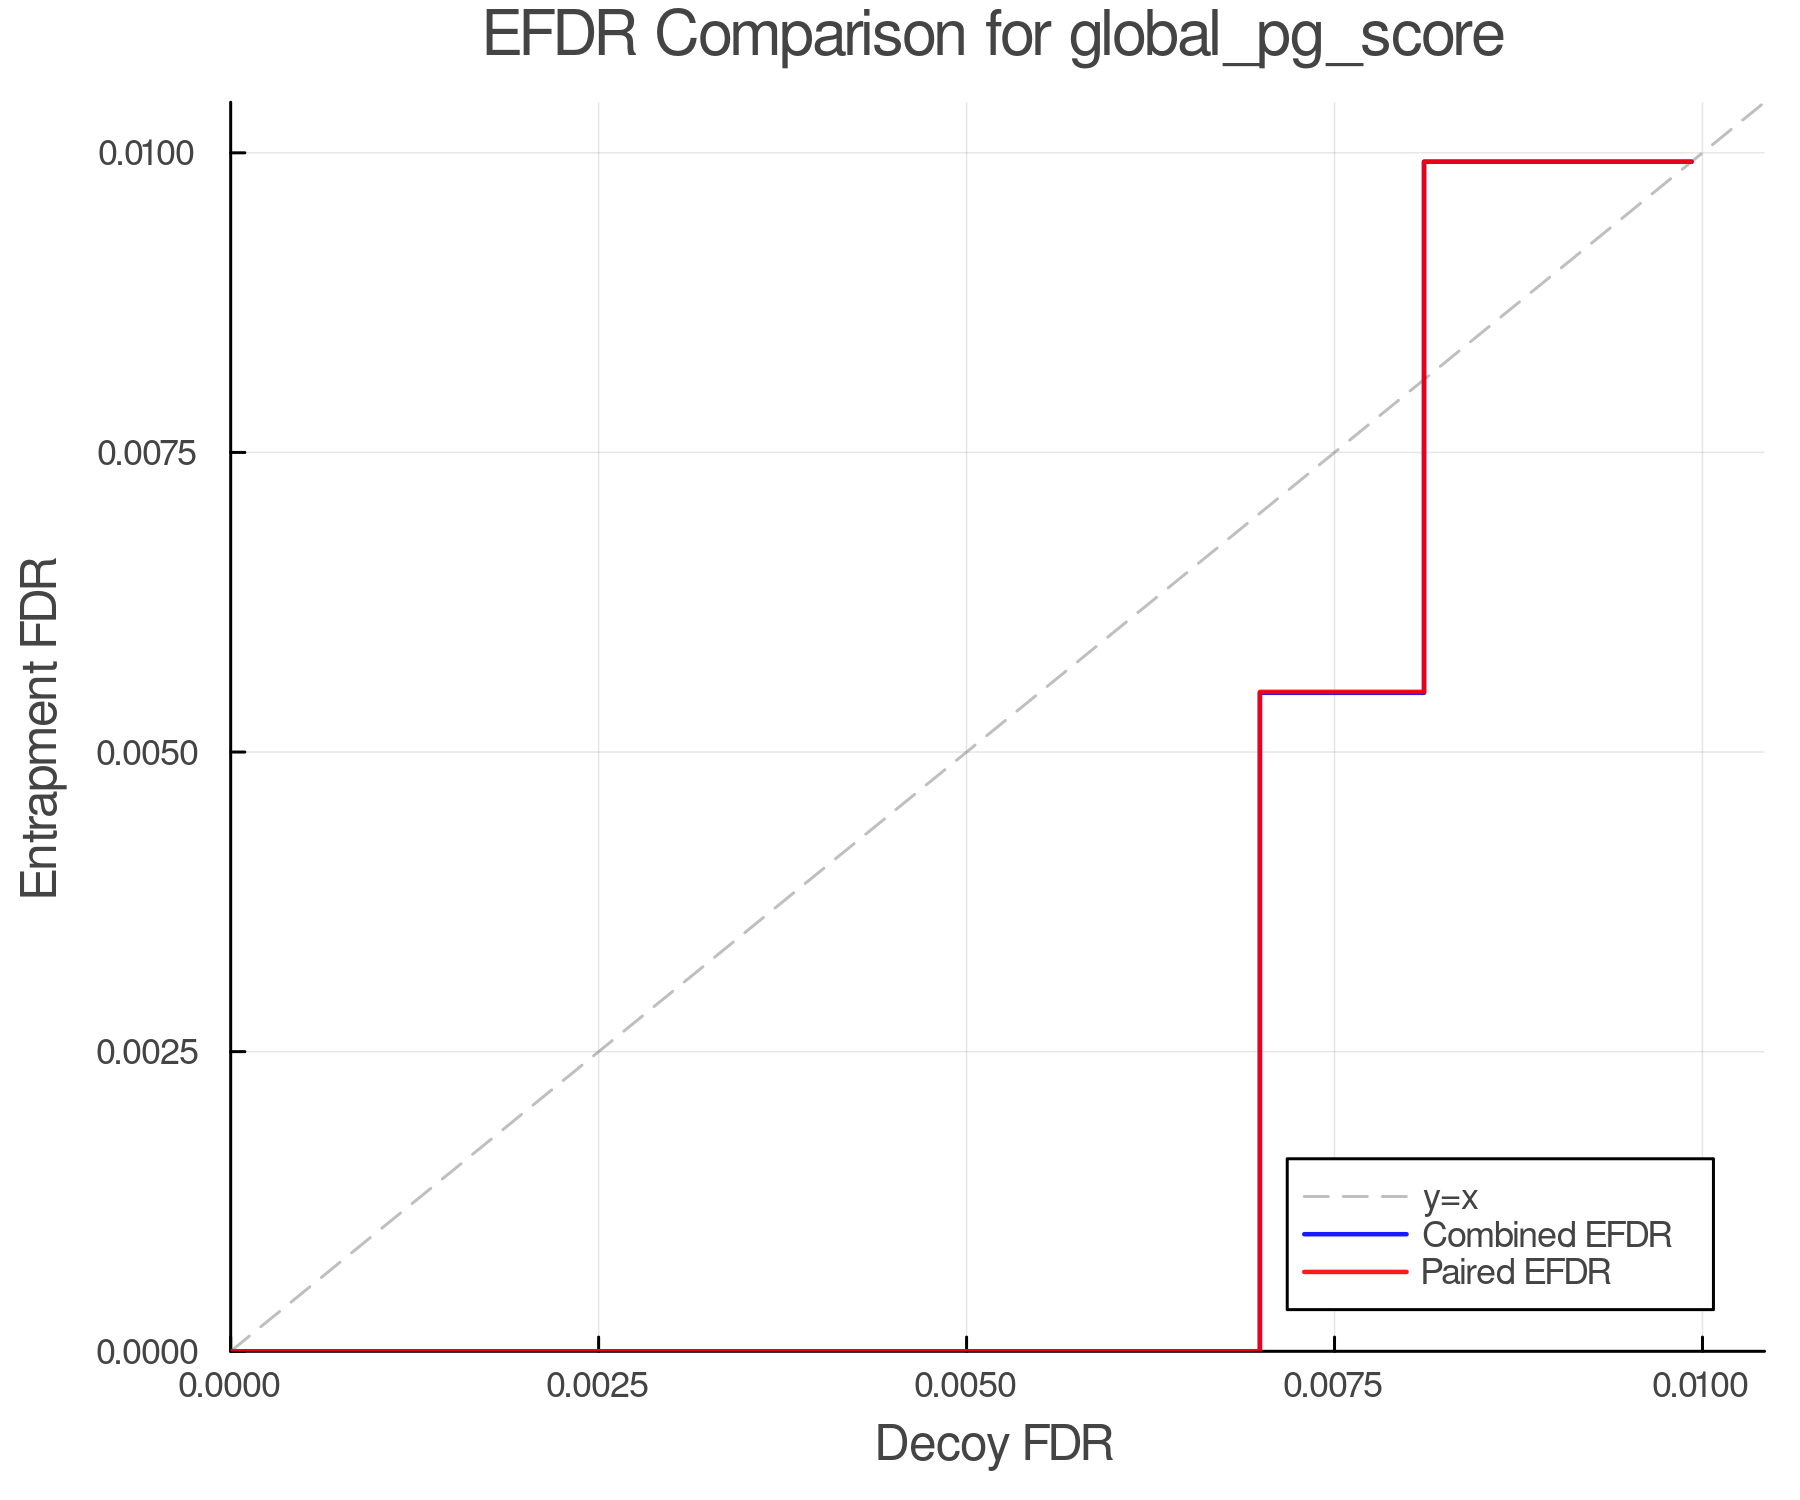 EFDR Comparison for global_pg_score
Entrapment FDR
0.0100
0.0075
0.0050
0.0025
0.0000
0.0000 0.0025 0.0050 0.0075 0.0100
Decoy FDR
y=x
Combined EFDR
Paired EFDR